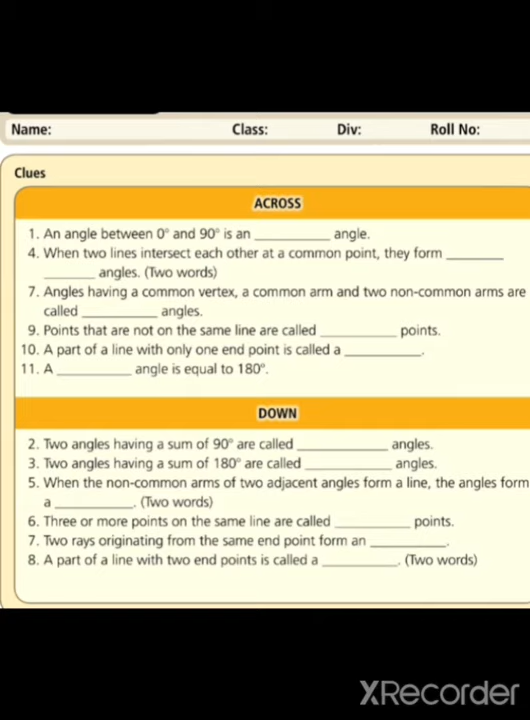 Name: Class: Div: Roll No:
Clues
ACROSS
1. An angle between 0° and 90° is an __________ angle.
4. When two lines intersect each other at a common point, they form ________
_______ angles. (Two words)
7. Angles having a common vertex, a common arm and two non-common arms are
called __________ angles.
9. Points that are not on the same line are called __________ points.
10. A part of a line with only one end point is called a __________.
11. A __________ angle is equal to 180°.
DOWN
2. Two angles having a sum of 90° are called ____________ angles.
3. Two angles having a sum of 180° are called ____________ angles.
5. When the non-common arms of two adjacent angles form a line, the angles form
a __________. (Two words)
6. Three or more points on the same line are called __________ points.
7. Two rays originating from the same end point form an __________.
8. A part of a line with two end points is called a __________. (Two words)
XRecorder